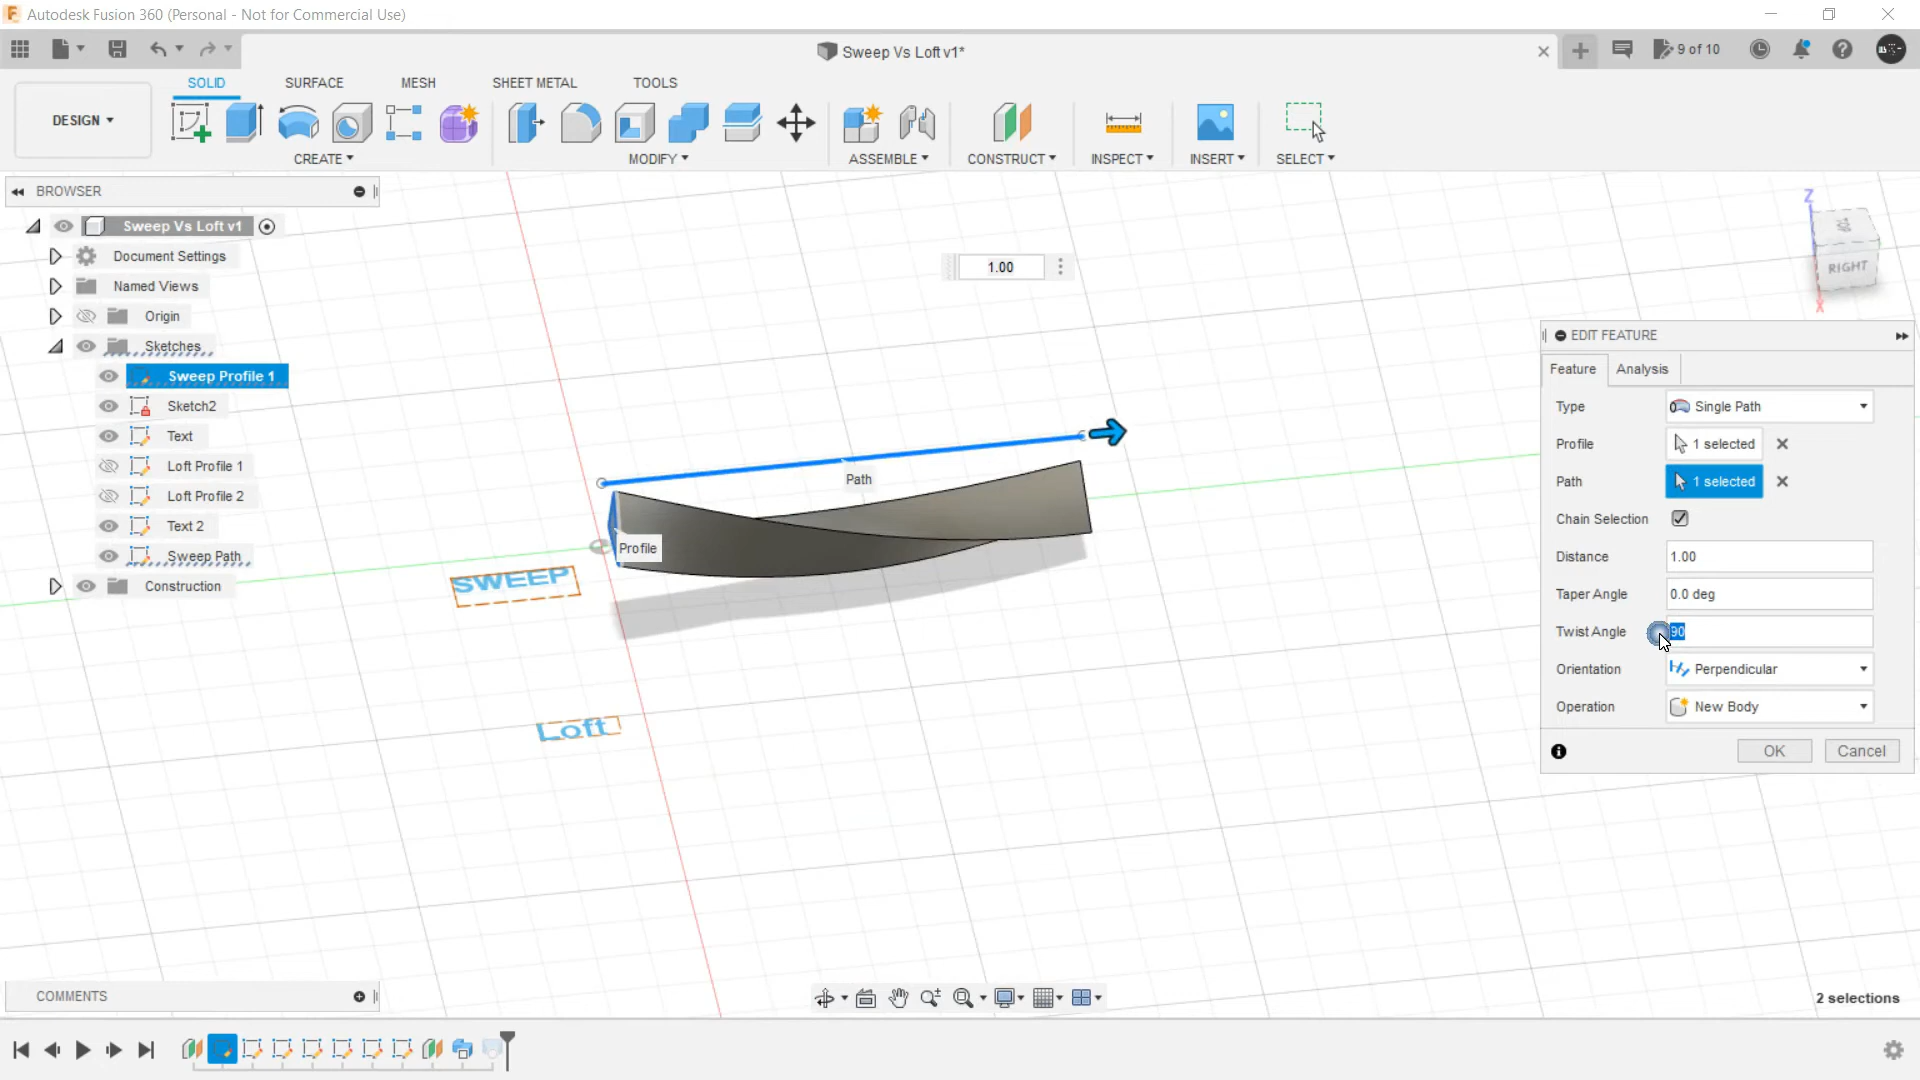 Autodesk Fusion 360 (Personal - Not for Commercial Use)
Sweep Vs Loft v1*
9 of 10
DESIGN
SOLID
SURFACE
MESH
SHEET METAL
TOOLS
CREATE
MODIFY
ASSEMBLE
CONSTRUCT
INSPECT
INSERT
SELECT
BROWSER
Sweep Vs Loft v1
Document Settings
Named Views
Origin
Sketches
Sweep Profile 1
Sketch2
Text
Loft Profile 1
Loft Profile 2
Text 2
Sweep Path
Construction
1.00
Path
Profile
SWEEP
Loft
Z
RIGHT
X
EDIT FEATURE
Feature
Analysis
Type
Single Path
Profile
1 selected
Path
1 selected
Chain Selection
Distance
1.00
Taper Angle
0.0 deg
Twist Angle
90
Orientation
Perpendicular
Operation
New Body
OK
Cancel
COMMENTS
2 selections